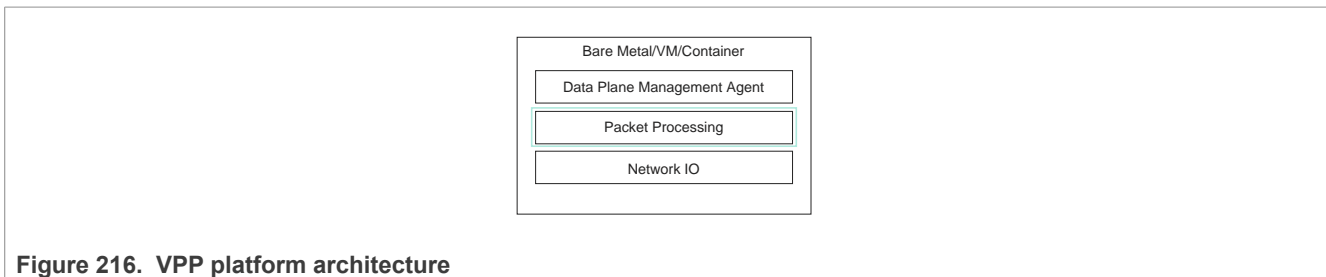 Bare Metal/VM/Container
Data Plane Management Agent
Packet Processing
Network IO
Figure 216. VPP platform architecture